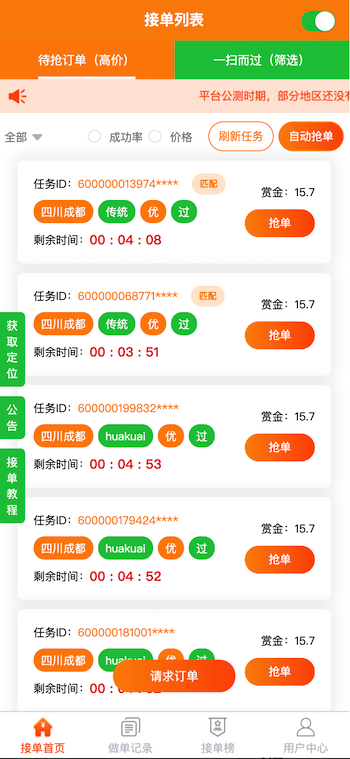 接单列表
待抢订单（高价）
一扫而过（筛选）
平台公测时期，部分地区还没有
全部
成功率
价格
刷新任务
自动抢单
任务ID：600000013974****
匹配
赏金：15.7
四川成都 传统 优 过
抢单
剩余时间：00：04：08
任务ID：600000068771****
匹配
赏金：15.7
四川成都 传统 优 过
抢单
剩余时间：00：03：51
获取定位
任务ID：600000199832****
赏金：15.7
公告
四川成都 huakuai 优 过
抢单
剩余时间：00：04：53
接单教程
任务ID：600000179424****
赏金：15.7
四川成都 huakuai 优 过
抢单
剩余时间：00：04：52
任务ID：600000181001****
赏金：15.7
四川成都 huakuai 优 过
抢单
请求订单
剩余时间：00
接单首页
做单记录
接单榜
用户中心